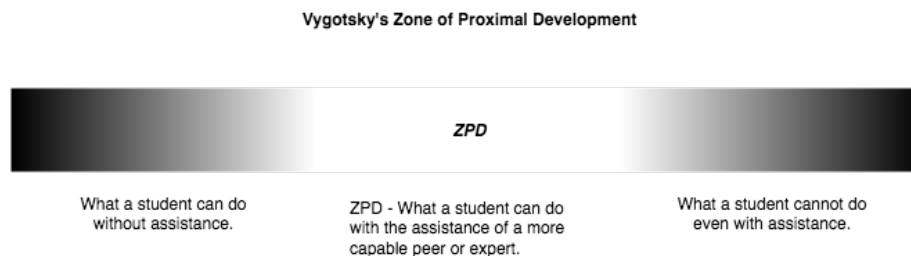 Vygotsky's Zone of Proximal Development
ZPD
What a student can do
without assistance.
ZPD - What a student can do
with the assistance of a more
capable peer or expert.
What a student cannot do
even with assistance.